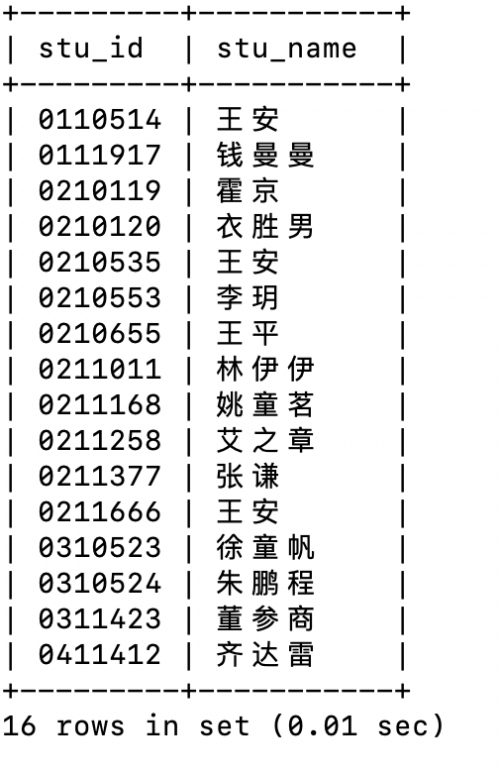 +----------+------------+
| stu_id | stu_name |
+----------+------------+
| 0110514 | 王安 |
| 0111917 | 钱曼曼 |
| 0210119 | 霍京 |
| 0210120 | 衣胜男 |
| 0210535 | 王安 |
| 0210553 | 李玥 |
| 0210655 | 王平 |
| 0211011 | 林伊伊 |
| 0211168 | 姚童茗 |
| 0211258 | 艾之章 |
| 0211377 | 张谦 |
| 0211666 | 王安 |
| 0310523 | 徐童帆 |
| 0310524 | 朱鹏程 |
| 0311423 | 董参商 |
| 0411412 | 齐达雷 |
+----------+------------+
16 rows in set (0.01 sec)